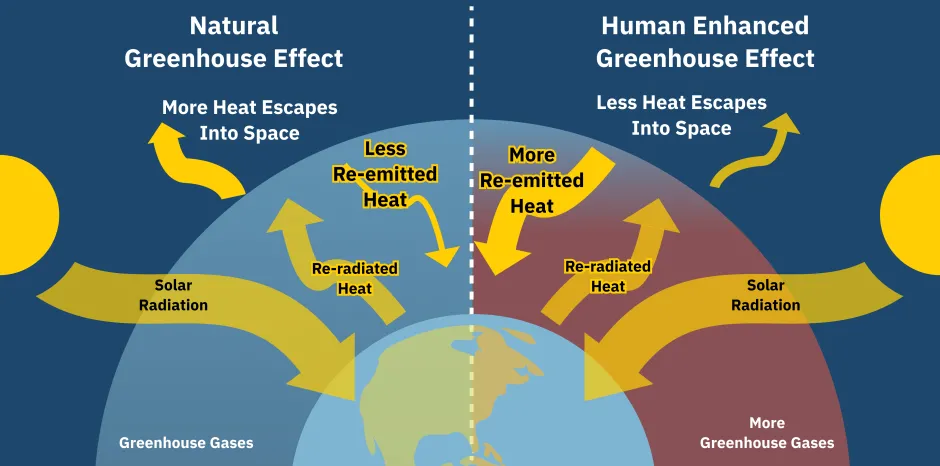 Natural
Greenhouse Effect
More Heat Escapes
Into Space
Less
Re-emitted
Heat
Re-radiated
Heat
Solar
Radiation
Greenhouse Gases
Human Enhanced
Greenhouse Effect
Less Heat Escapes
Into Space
More
Re-emitted
Heat
Re-radiated
Heat
Solar
Radiation
More
Greenhouse Gases